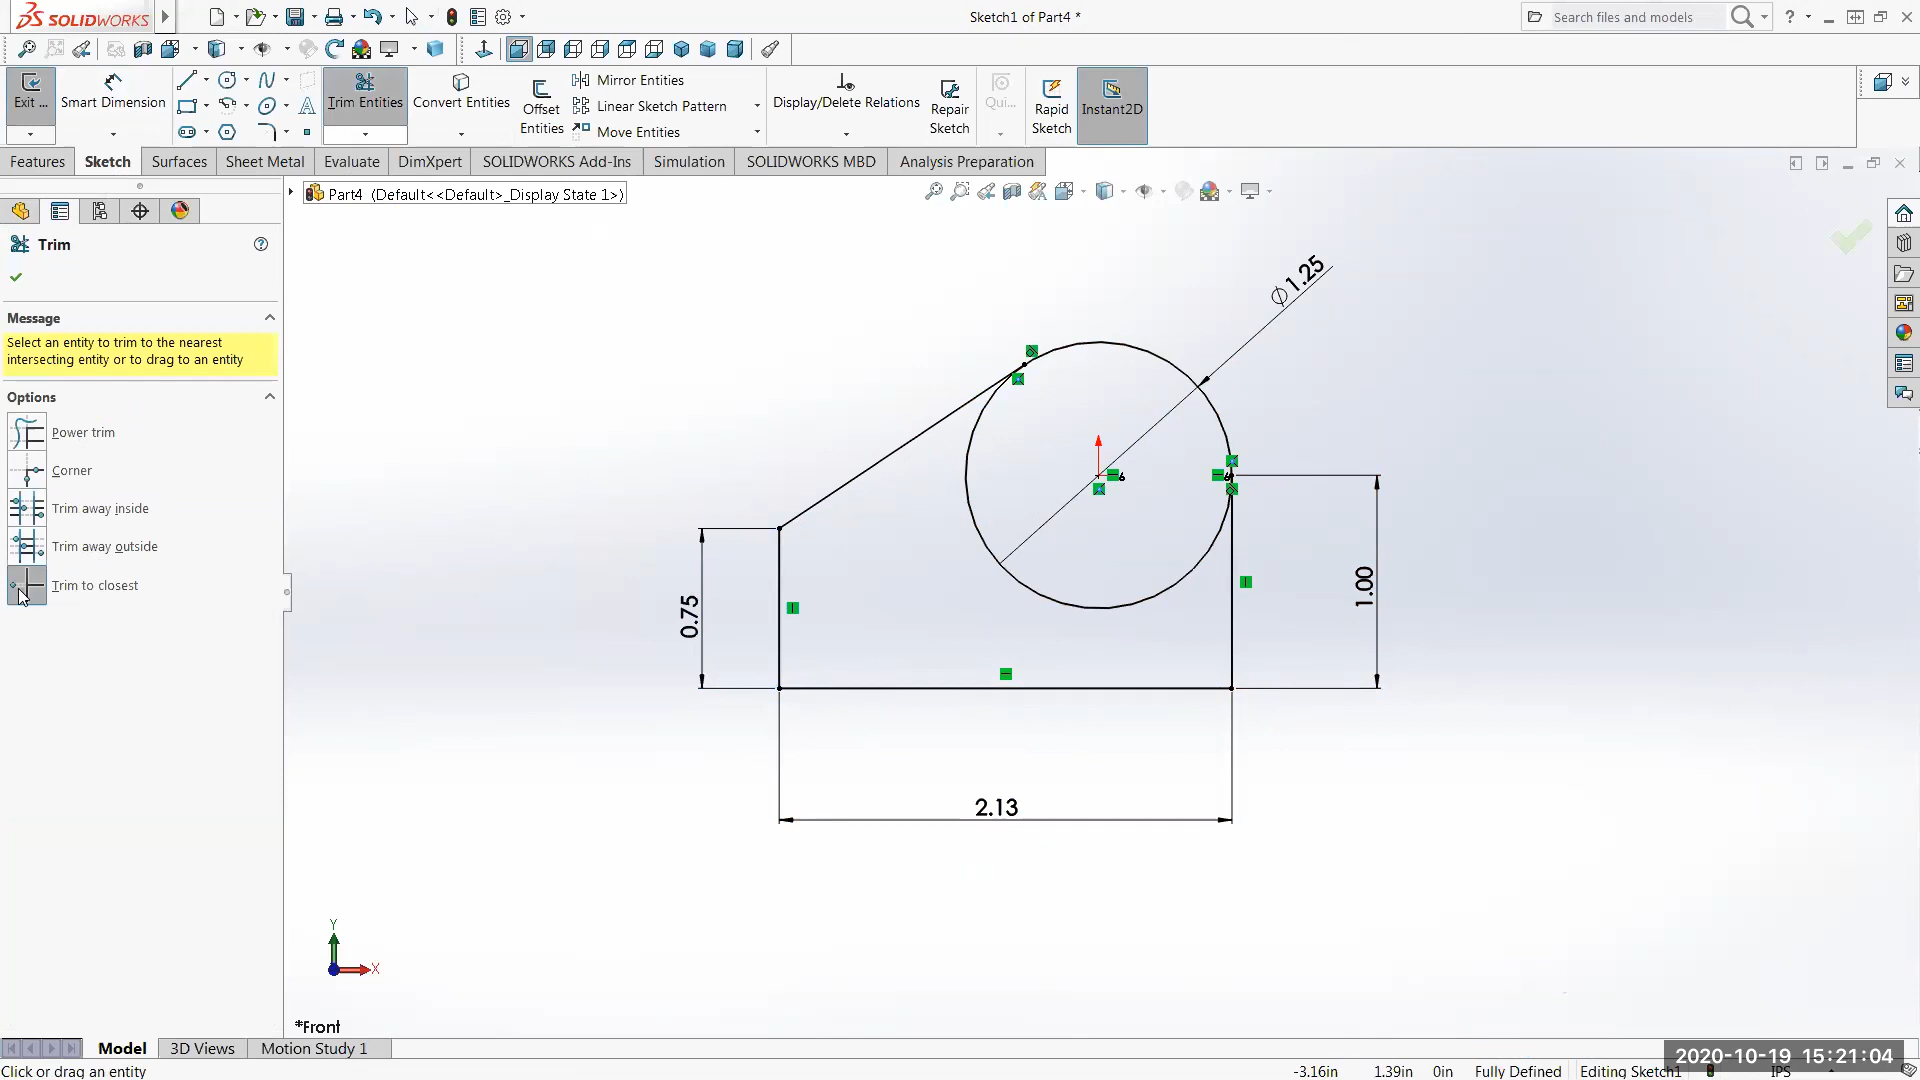 SOLIDWORKS
Sketch1 of Part4 *
Search files and models
Exit ...
Smart Dimension
Trim Entities
Convert Entities
Offset
Entities
Mirror Entities
Linear Sketch Pattern
Move Entities
Display/Delete Relations
Repair
Sketch
Qui...
Rapid
Sketch
Instant2D
Features
Sketch
Surfaces
Sheet Metal
Evaluate
DimXpert
SOLIDWORKS Add-Ins
Simulation
SOLIDWORKS MBD
Analysis Preparation
Part4 (Default<<Default>_Display State 1>)
Trim
Message
Select an entity to trim to the nearest
intersecting entity or to drag to an entity
Options
Power trim
Corner
Trim away inside
Trim away outside
Trim to closest
∅1.25
6
6
0.75
1.00
2.13
Y
X
*Front
Model
3D Views
Motion Study 1
2020-10-19 15:21:04
Click or drag an entity
-3.16in
1.39in
0in
Fully Defined
Editing Sketch1
IPS